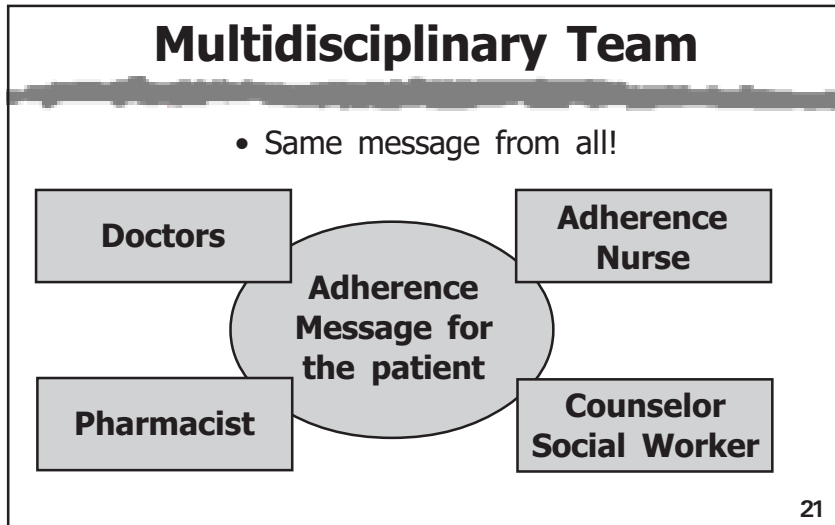 Multidisciplinary Team
• Same message from all!
Doctors
Adherence
Nurse
Adherence
Message for
the patient
Pharmacist
Counselor
Social Worker
21